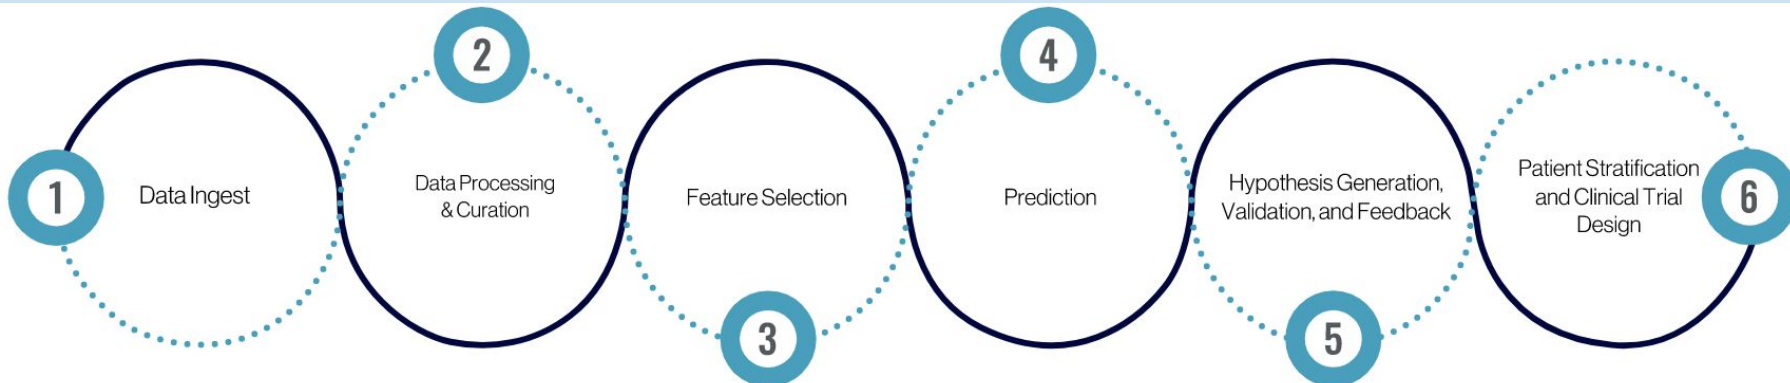 1
Data Ingest
2
Data Processing
& Curation
3
Feature Selection
4
Prediction
5
Hypothesis Generation,
Validation, and Feedback
6
Patient Stratification
and Clinical Trial
Design